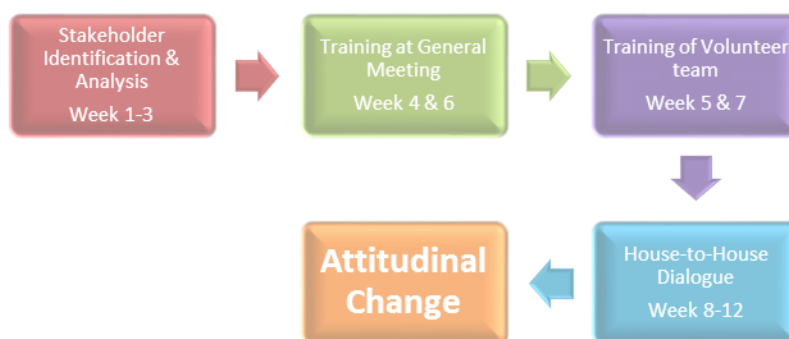 Stakeholder
Identification &
Analysis
Week 1-3
Training at General
Meeting
Week 4 & 6
Training of Volunteer
team
Week 5 & 7
House-to-House
Dialogue
Week 8-12
Attitudinal
Change